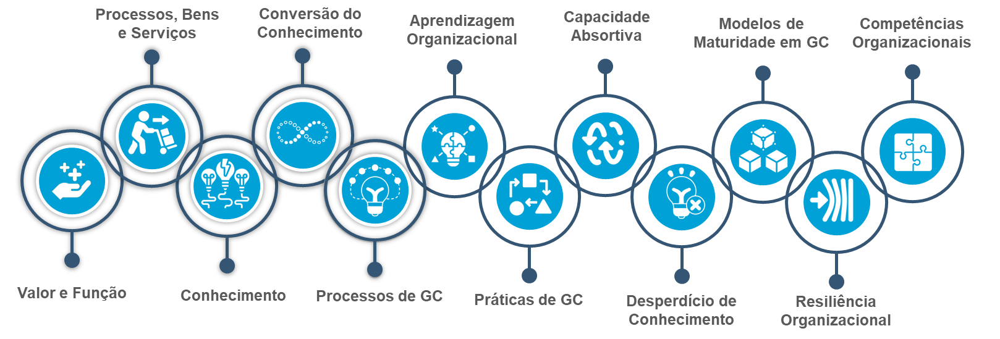 Processos, Bens
e Serviços
Conversão do
Conhecimento
Aprendizagem
Organizacional
Capacidade
Absortiva
Modelos de
Maturidade em GC
Competências
Organizacionais
Valor e Função
Conhecimento
Processos de GC
Práticas de GC
Desperdício de
Conhecimento
Resiliência
Organizacional